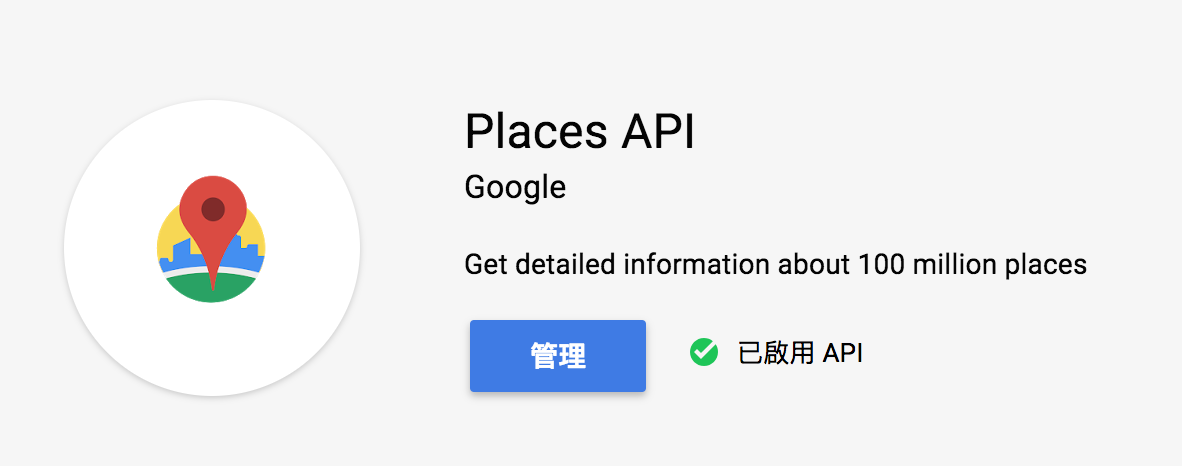 Places API
Google
Get detailed information about 100 million places
管理
已啟用 API